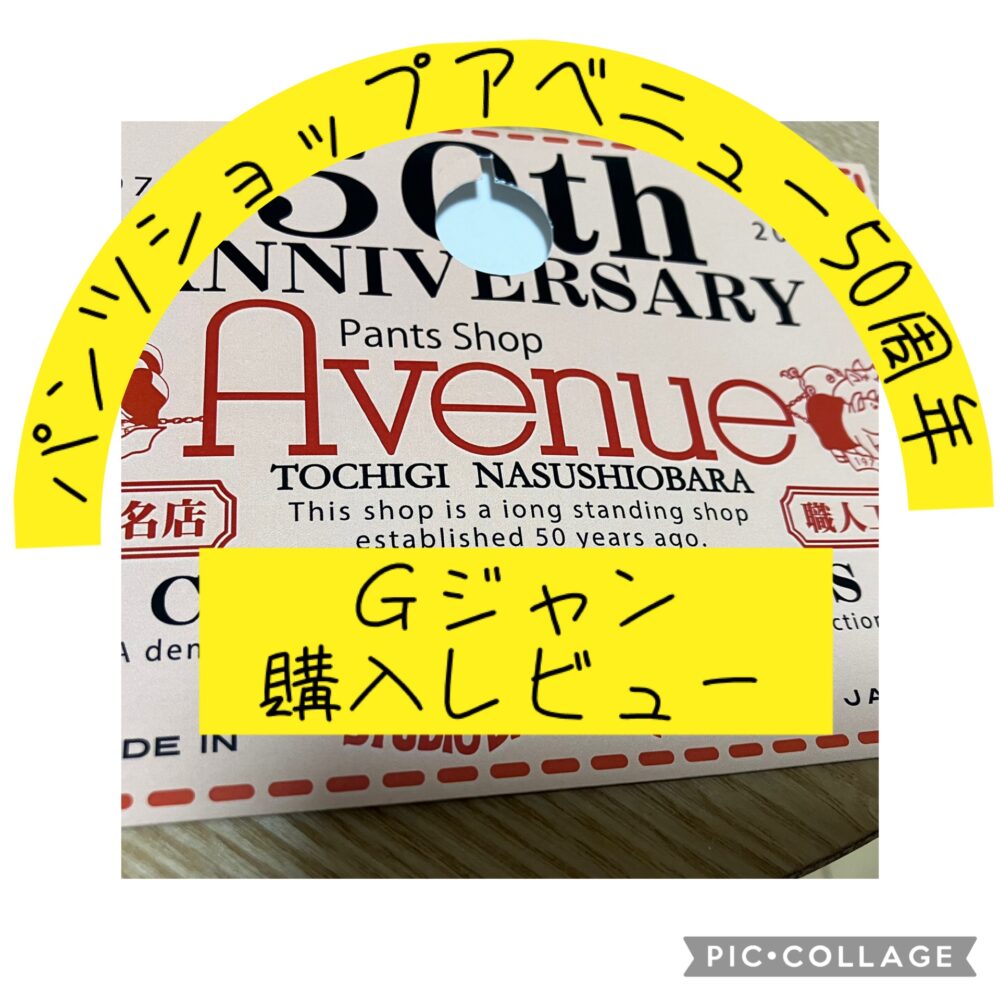 パンツショップアベニュー50周年
50th
ANNIVERSARY
Pants Shop
Avenue
TOCHIGI NASUSHIOBARA
This shop is a iong standing shop
established 50 years ago.
名店
職人
Gジャン
購入レビュー
A den
MADE IN
PIC•COLLAGE